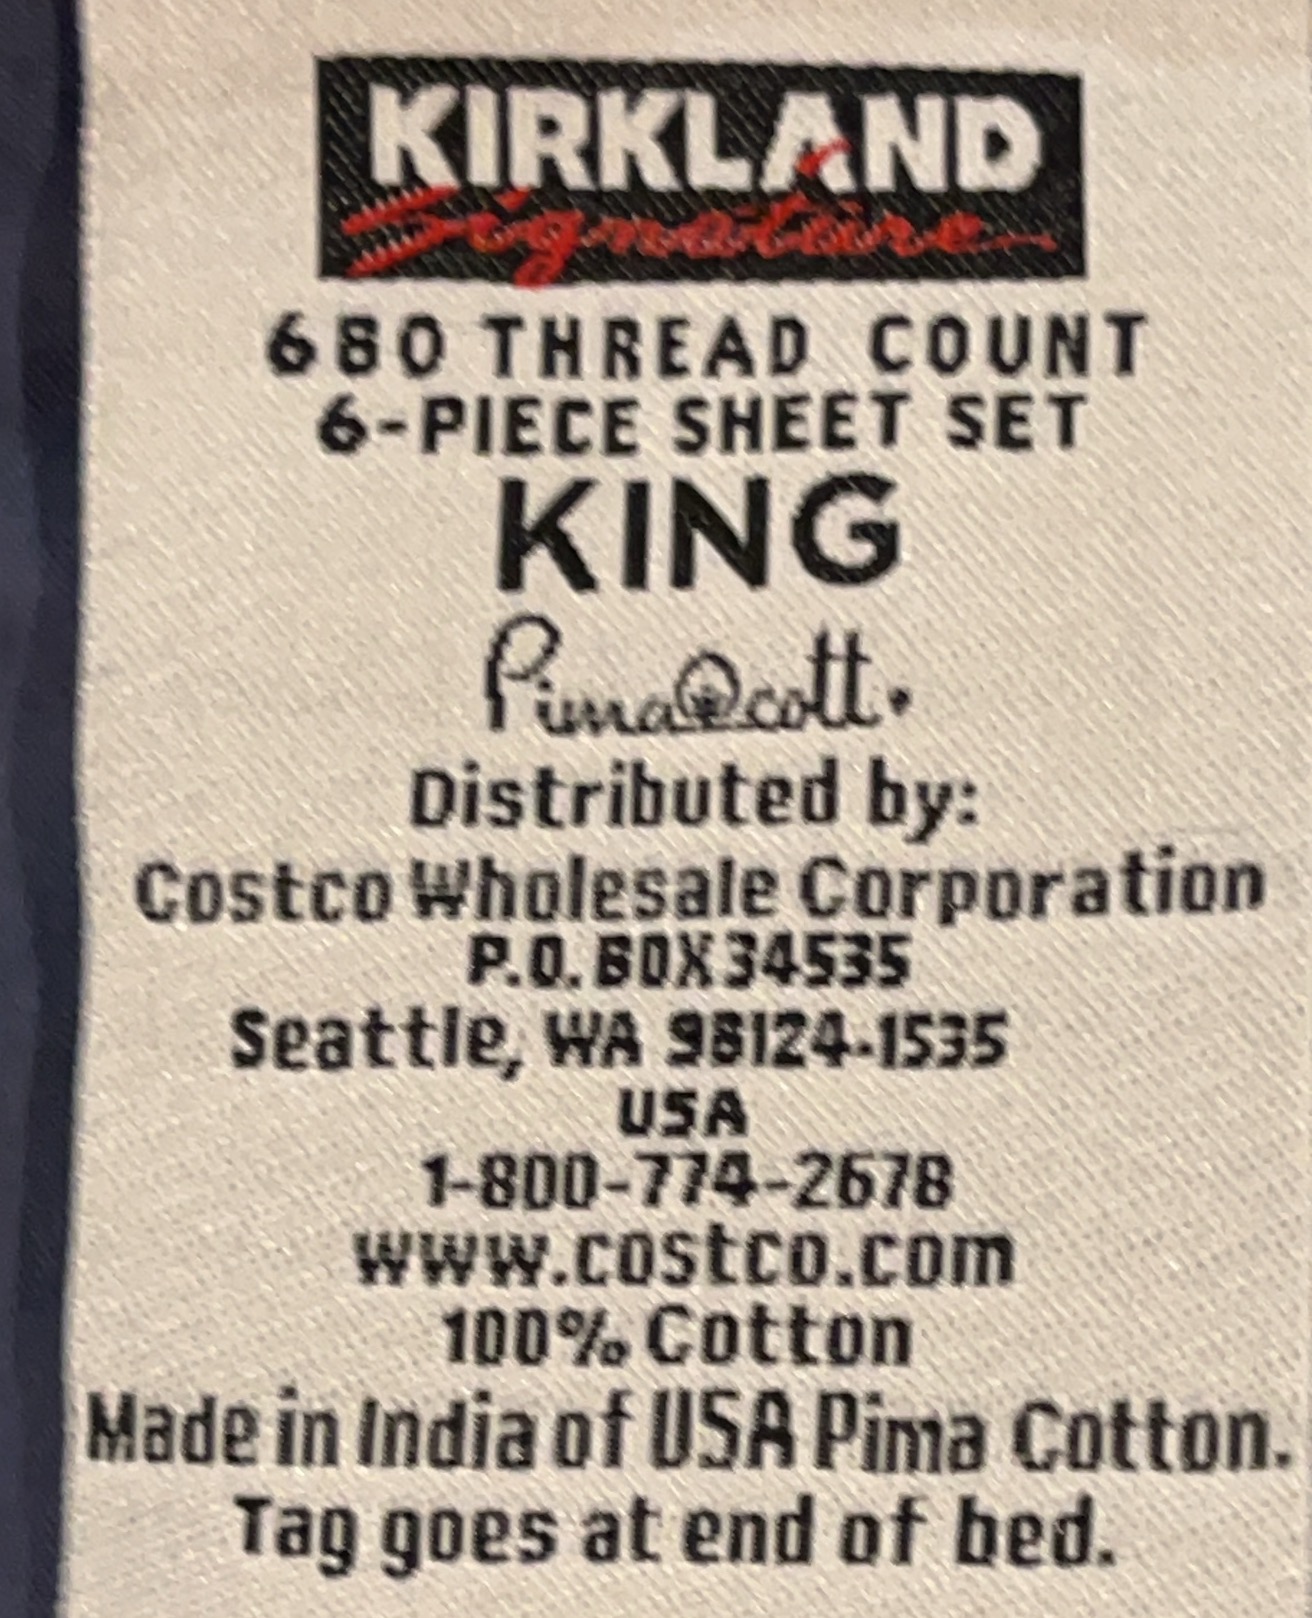 KIRKLAND
Signature
680 THREAD COUNT
6-PIECE SHEET SET
KING
Pimacott.
Distributed by:
Costco Wholesale Corporation
P.O. BOX 34535
Seattle, WA 98124-1535
USA
1-800-774-2678
www.costco.com
100% Cotton
Made in India of USA Pima Cotton.
Tag goes at end of bed.